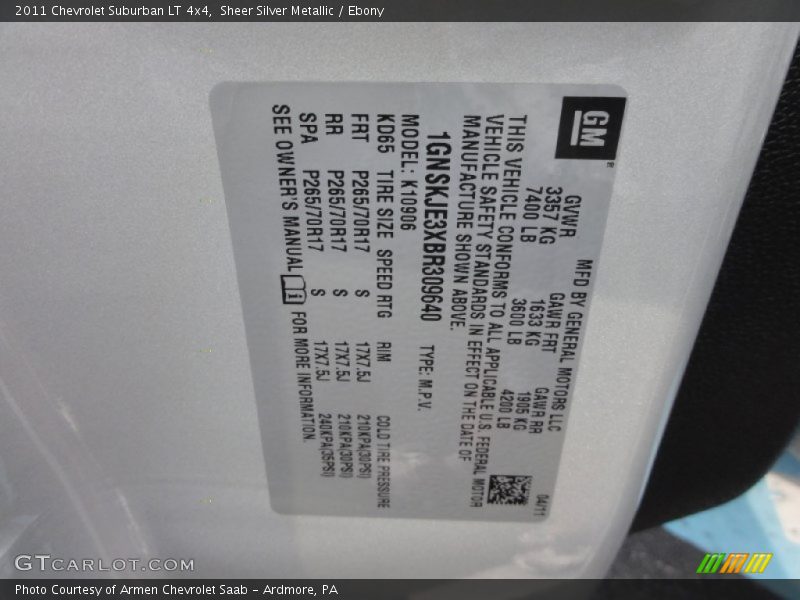 2011 Chevrolet Suburban LT 4x4,  Sheer Silver Metallic / Ebony
GM
MFD BY GENERAL MOTORS LLC
04/11
GVWR GAWR FRT GAWR RR
3357 KG 1633 KG 1905 KG
7400 LB 3600 LB 4200 LB
THIS VEHICLE CONFORMS TO ALL APPLICABLE U.S. FEDERAL MOTOR
VEHICLE SAFETY STANDARDS IN EFFECT ON THE DATE OF
MANUFACTURE SHOWN ABOVE.
1GNSKJE3XBR309640 TYPE: M.P.V.
MODEL: K10906
KD65 TIRE SIZE SPEED RTG RIM COLD TIRE PRESSURE
FRT P265/70R17 S 17X7.5J 210KPA(30PSI)
RR P265/70R17 S 17X7.5J 210KPA(30PSI)
SPA P265/70R17 S 17X7.5J 240KPA(35PSI)
SEE OWNER'S MANUAL FOR MORE INFORMATION.
GTCARLOT.COM
Photo Courtesy of Armen Chevrolet Saab – Ardmore, PA